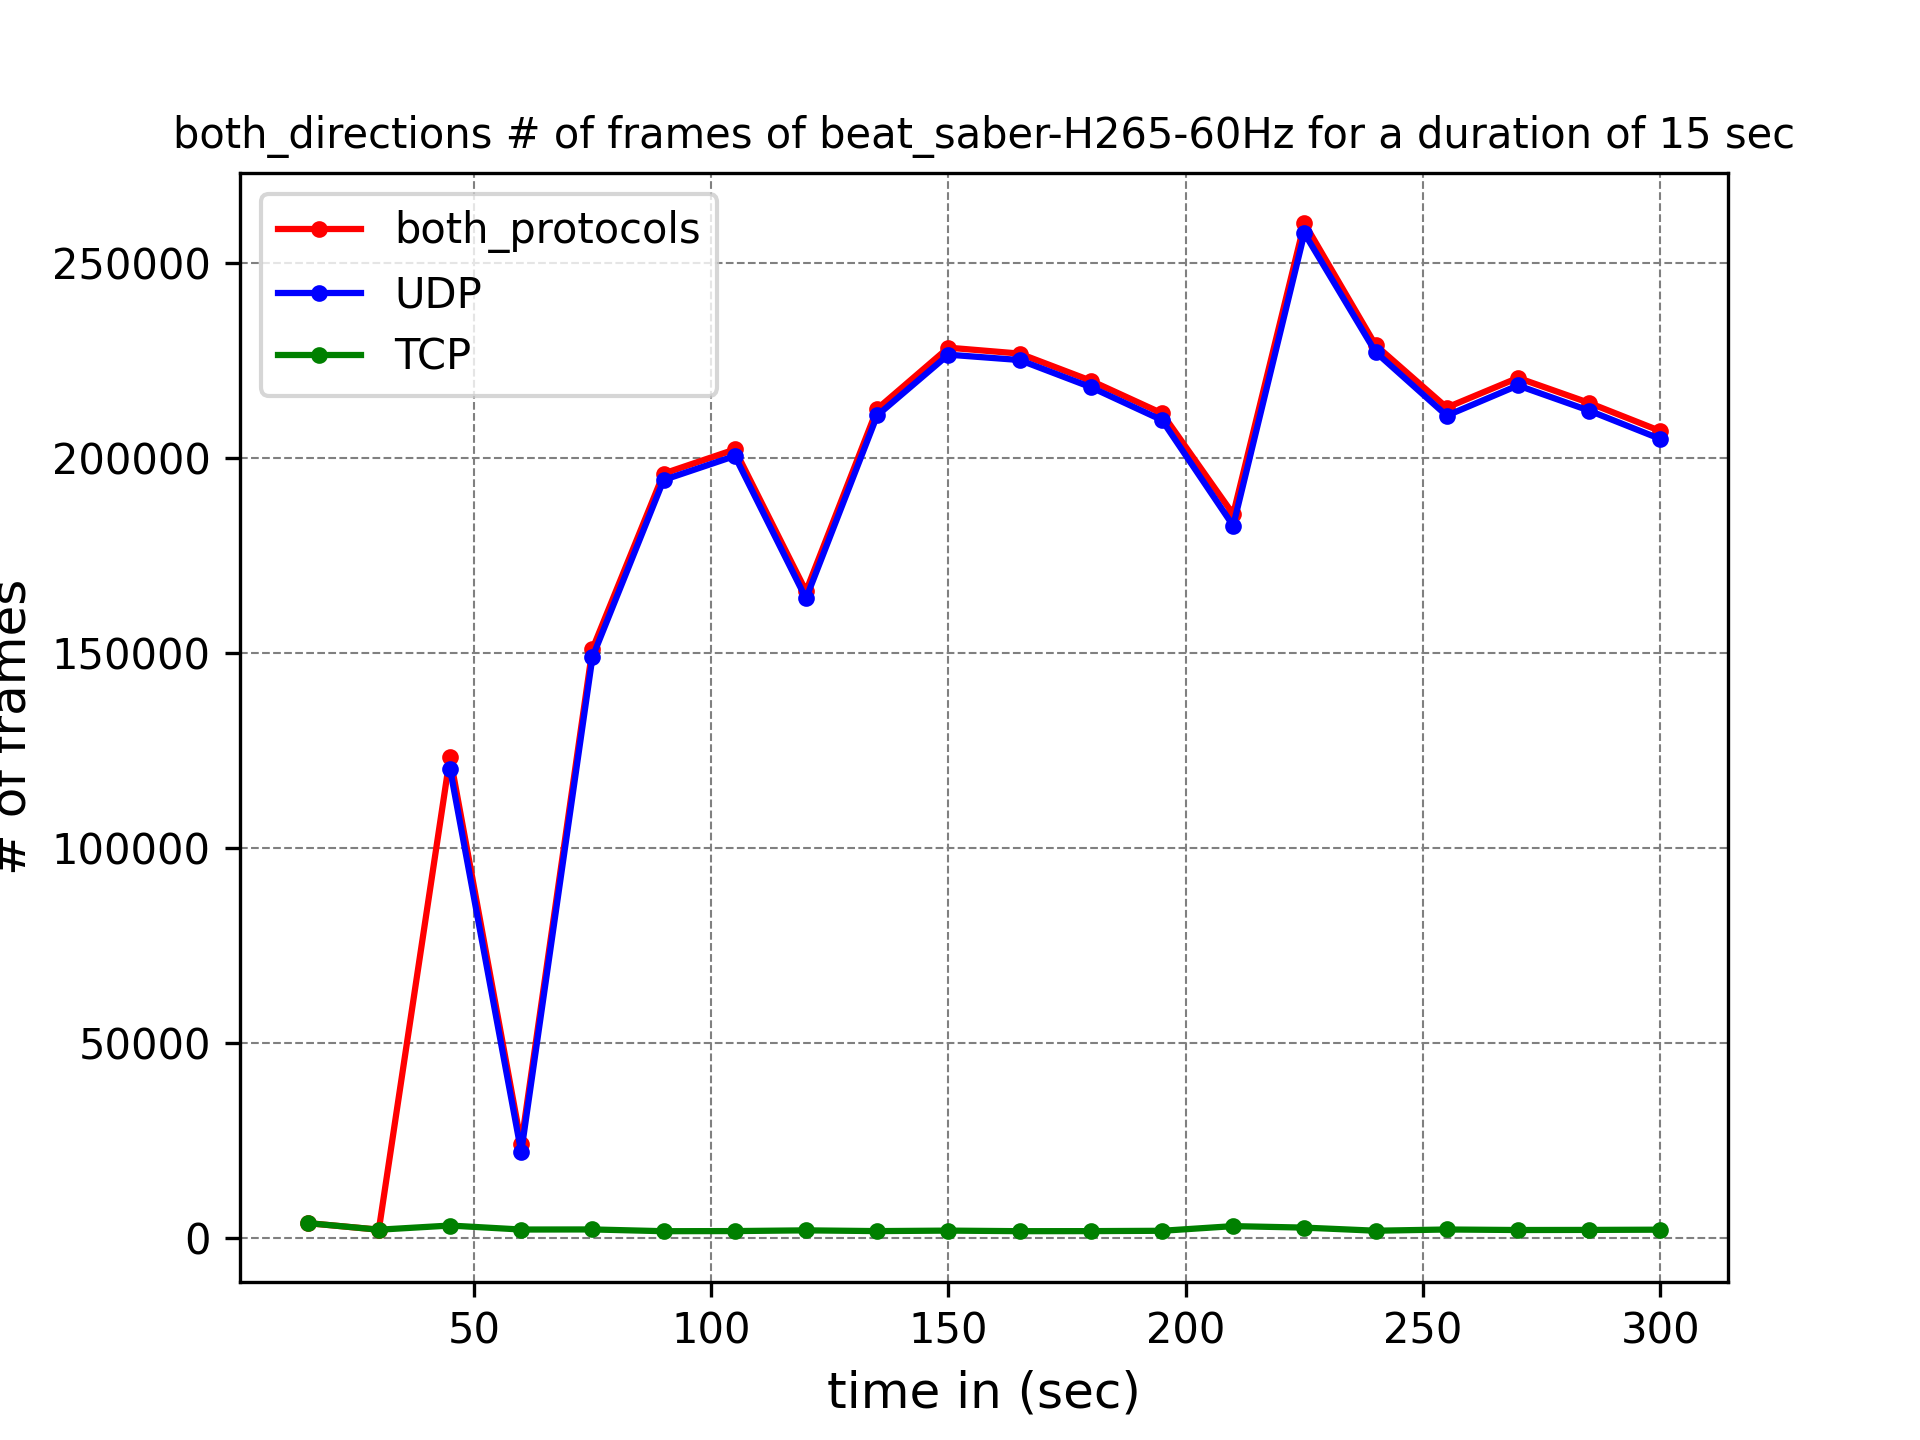 both_directions # of frames of beat_saber-H265-60Hz for a duration of 15 sec
both_protocols
UDP
TCP
# of frames
250000
200000
150000
100000
50000
0
50 100 150 200 250 300
time in (sec)